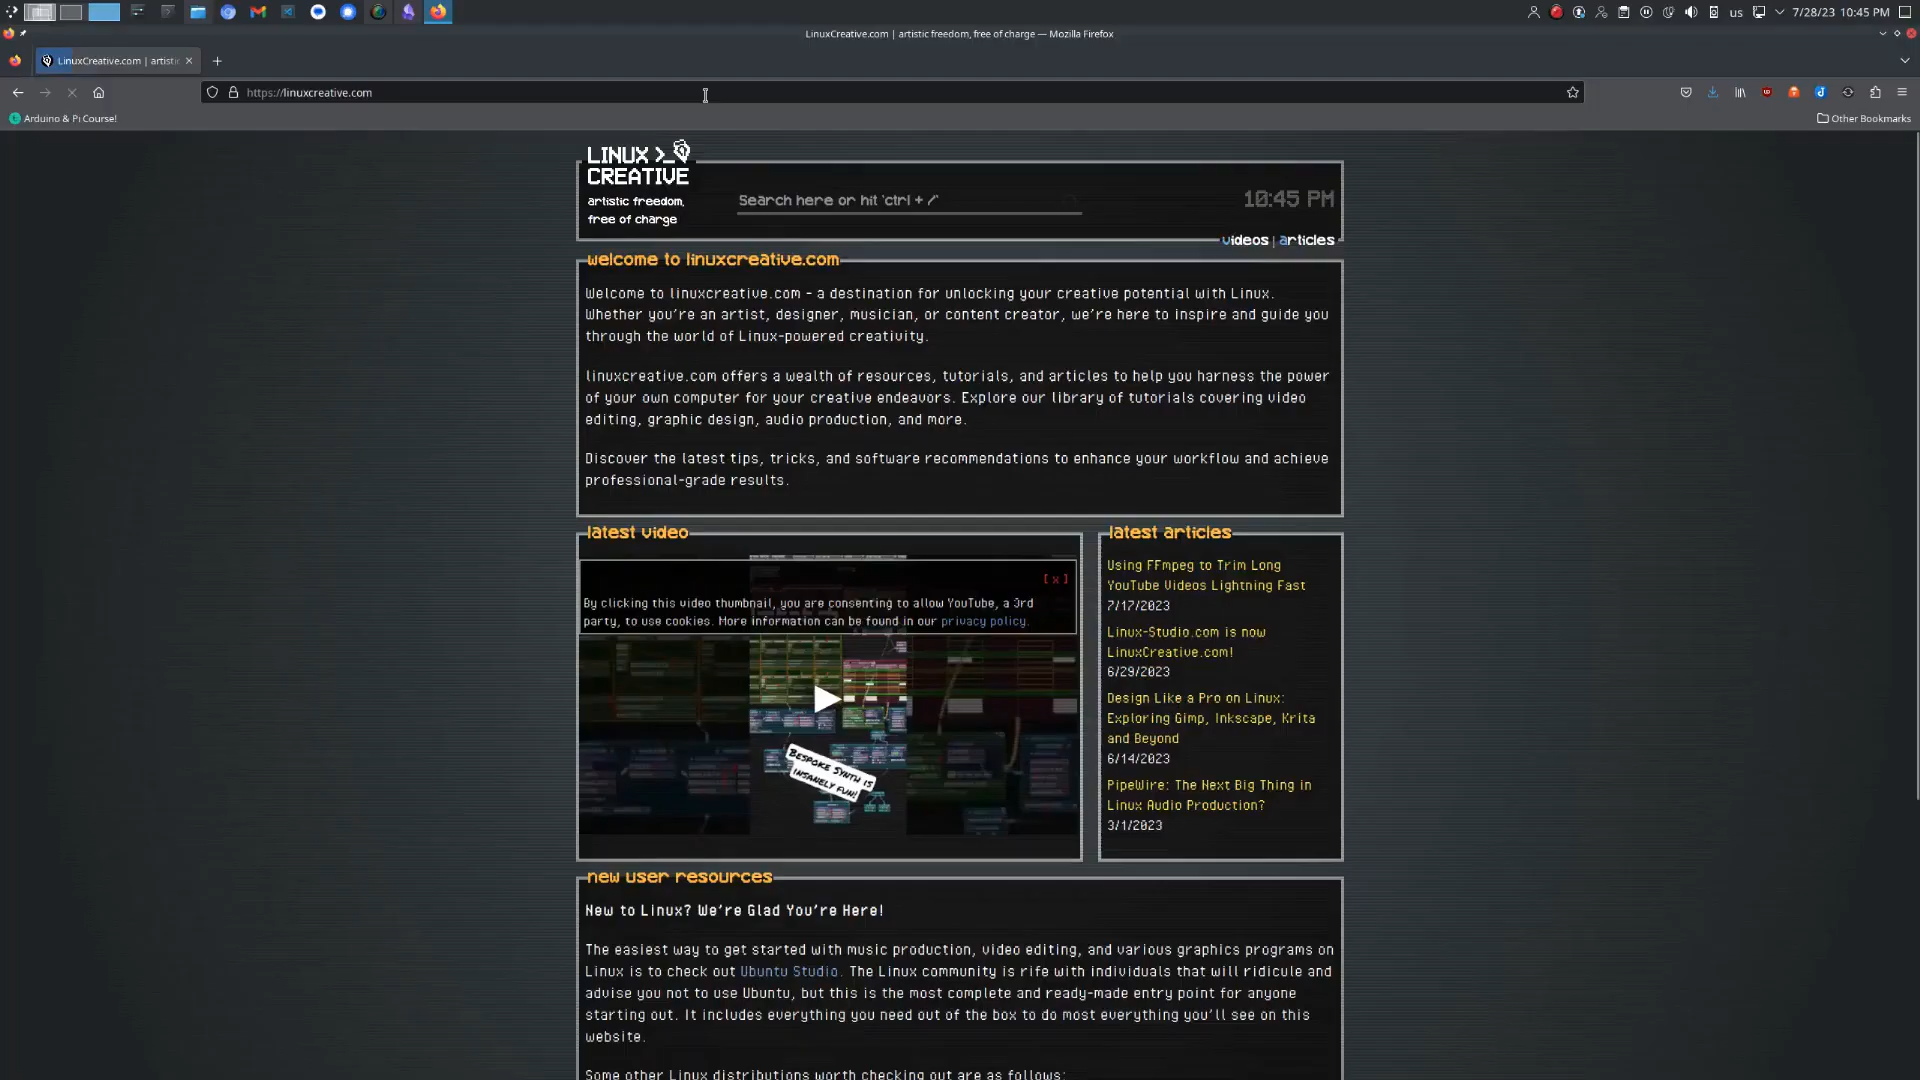 us
7/28/23 10:45 PM
LinuxCreative.com | artistic freedom, free of charge — Mozilla Firefox
LinuxCreative.com | artisti
https://linuxcreative.com
Arduino & Pi Course!
Other Bookmarks
LINUX >_
CREATIVE
artistic freedom,
free of charge
Search here or hit 'ctrl + /'
10:45 PM
videos | articles
welcome to linuxcreative.com
Welcome to linuxcreative.com - a destination for unlocking your creative potential with Linux.
Whether you're an artist, designer, musician, or content creator, we're here to inspire and guide you
through the world of Linux-powered creativity.
linuxcreative.com offers a wealth of resources, tutorials, and articles to help you harness the power
of your own computer for your creative endeavors. Explore our library of tutorials covering video
editing, graphic design, audio production, and more.
Discover the latest tips, tricks, and software recommendations to enhance your workflow and achieve
professional-grade results.
latest video
[x]
By clicking this video thumbnail, you are consenting to allow YouTube, a 3rd
party, to use cookies. More information can be found in our privacy policy.
BESPOKE SYNTH IS
INSANELY FUN!
latest articles
Using FFmpeg to Trim Long
YouTube Videos Lightning Fast
7/17/2023
Linux-Studio.com is now
LinuxCreative.com!
6/29/2023
Design Like a Pro on Linux:
Exploring Gimp, Inkscape, Krita
and Beyond
6/14/2023
PipeWire: The Next Big Thing in
Linux Audio Production?
3/1/2023
new user resources
New to Linux? We're Glad You're Here!
The easiest way to get started with music production, video editing, and various graphics programs on
Linux is to check out Ubuntu Studio. The Linux community is rife with individuals that will ridicule and
advise you not to use Ubuntu, but this is the most complete and ready-made entry point for anyone
starting out. It includes everything you need out of the box to do most everything you'll see on this
website.
Some other Linux distributions worth checking out are as follows: